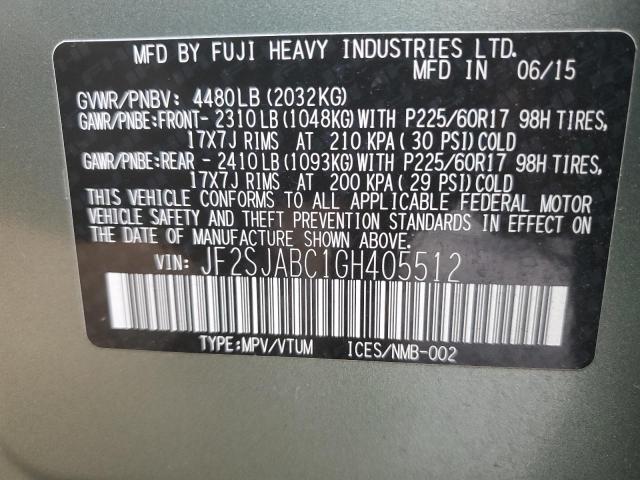 MFD BY FUJI HEAVY INDUSTRIES LTD.
MFD IN 06/15
GVWR/PNBV: 4480LB (2032KG)
GAWR/PNBE:FRONT-2310LB(1048KG)WITH P225/60R17 98H TIRES,
17X7J RIMS AT 210 KPA( 30 PSI)COLD
GAWR/PNBE:REAR -2410LB(1093KG)WITH P225/60R17 98H TIRES,
17X7J RIMS AT 200 KPA( 29 PSI)COLD
THIS VEHICLE CONFORMS TO ALL APPLICABLE FEDERAL MOTOR
VEHICLE SAFETY AND THEFT PREVENTION STANDARDS IN EFFECT ON
THE DATE OF MANUFACTURE SHOWN ABOVE.
VIN: JF2SJABC1GH405512
TYPE:MPV/VTUM ICES/NMB-002